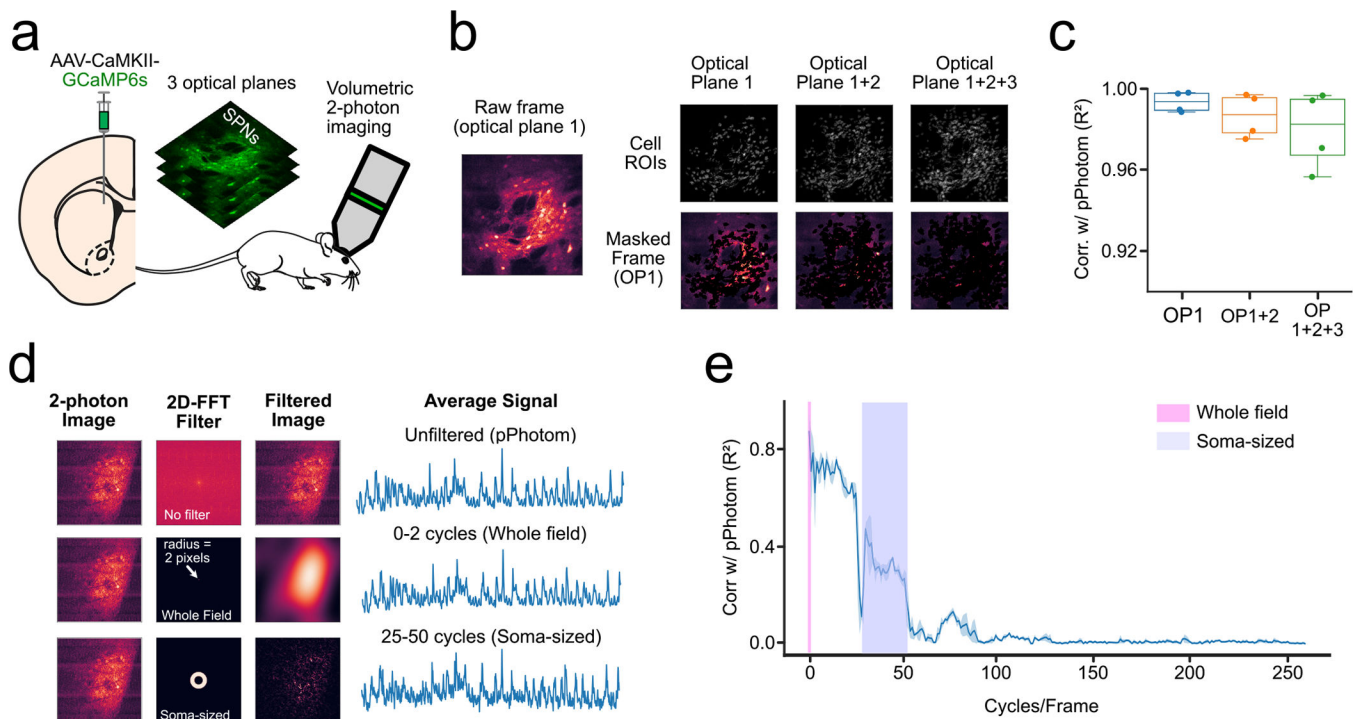 a
AAV-CaMKII-
GCaMP6s
3 optical planes
SPNs
Volumetric
2-photon
imaging
b
Raw frame
(optical plane 1)
Optical
Plane 1
Optical
Plane 1+2
Optical
Plane 1+2+3
Cell
ROIs
Masked
Frame
(OP1)
c
Corr. w/ pPhotom (R²)
1.00
0.96
0.92
OP1
OP1+2
OP
1+2+3
d
2-photon
Image
2D-FFT
Filter
Filtered
Image
Average Signal
Unfiltered (pPhotom)
No filter
0-2 cycles (Whole field)
radius =
2 pixels
Whole Field
25-50 cycles (Soma-sized)
Soma-sized
e
Corr w/ pPhotom (R²)
0.8
0.4
0.0
0
50
100
150
200
250
Cycles/Frame
Whole field
Soma-sized